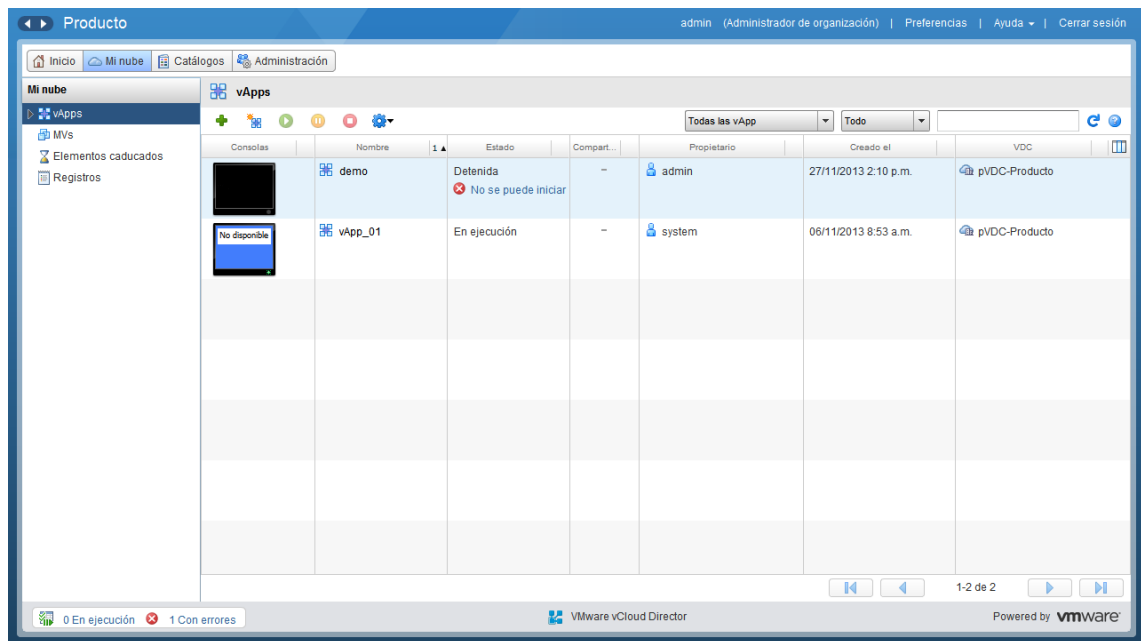 Producto
admin (Administrador de organización) | Preferencias | Ayuda | Cerrar sesión
Inicio Mi nube Catálogos Administración
Mi nube
vApps
MVs
Elementos caducados
Registros
vApps
Todas las vApp Todo
Consolas Nombre 1 Estado Compart... Propietario Creado el VDC
demo Detenida - admin 27/11/2013 2:10 p.m. pVDC-Producto
No se puede iniciar
No disponible vApp_01 En ejecución - system 06/11/2013 8:53 a.m. pVDC-Producto
1-2 de 2
0 En ejecución 1 Con errores
VMware vCloud Director
Powered by vmware